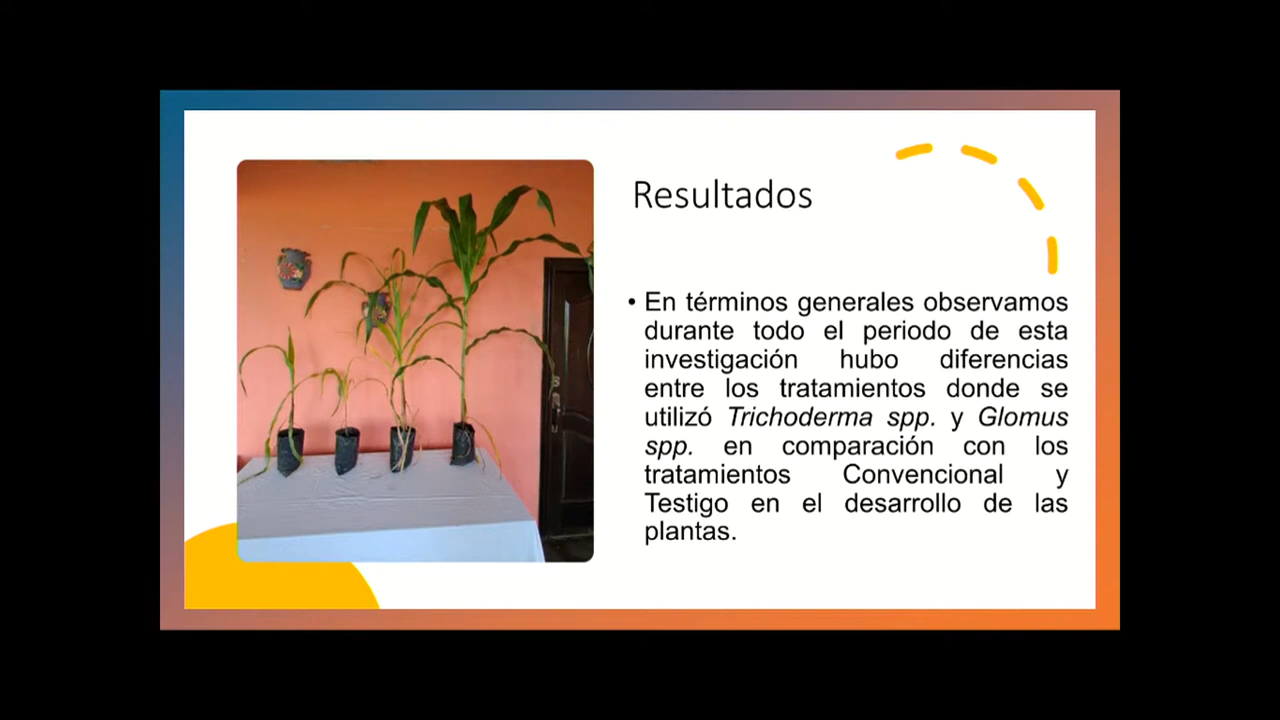 Resultados
• En términos generales observamos
durante todo el periodo de esta
investigación hubo diferencias
entre los tratamientos donde se
utilizó Trichoderma spp. y Glomus
spp. en comparación con los
tratamientos Convencional y
Testigo en el desarrollo de las
plantas.